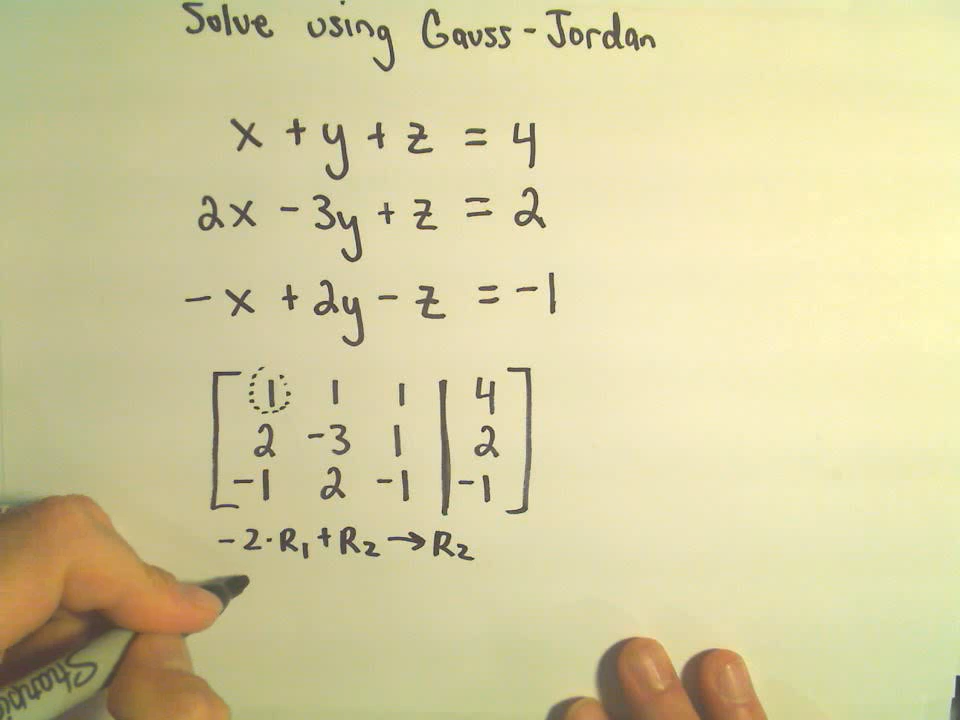 Solve using Gauss-Jordan
x + y + z = 4
2x - 3y + z = 2
-x + 2y - z = -1
1 1 1 4
2 -3 1 2
-1 2 -1 -1
-2·R₁ + R₂ → R₂
Sharpie